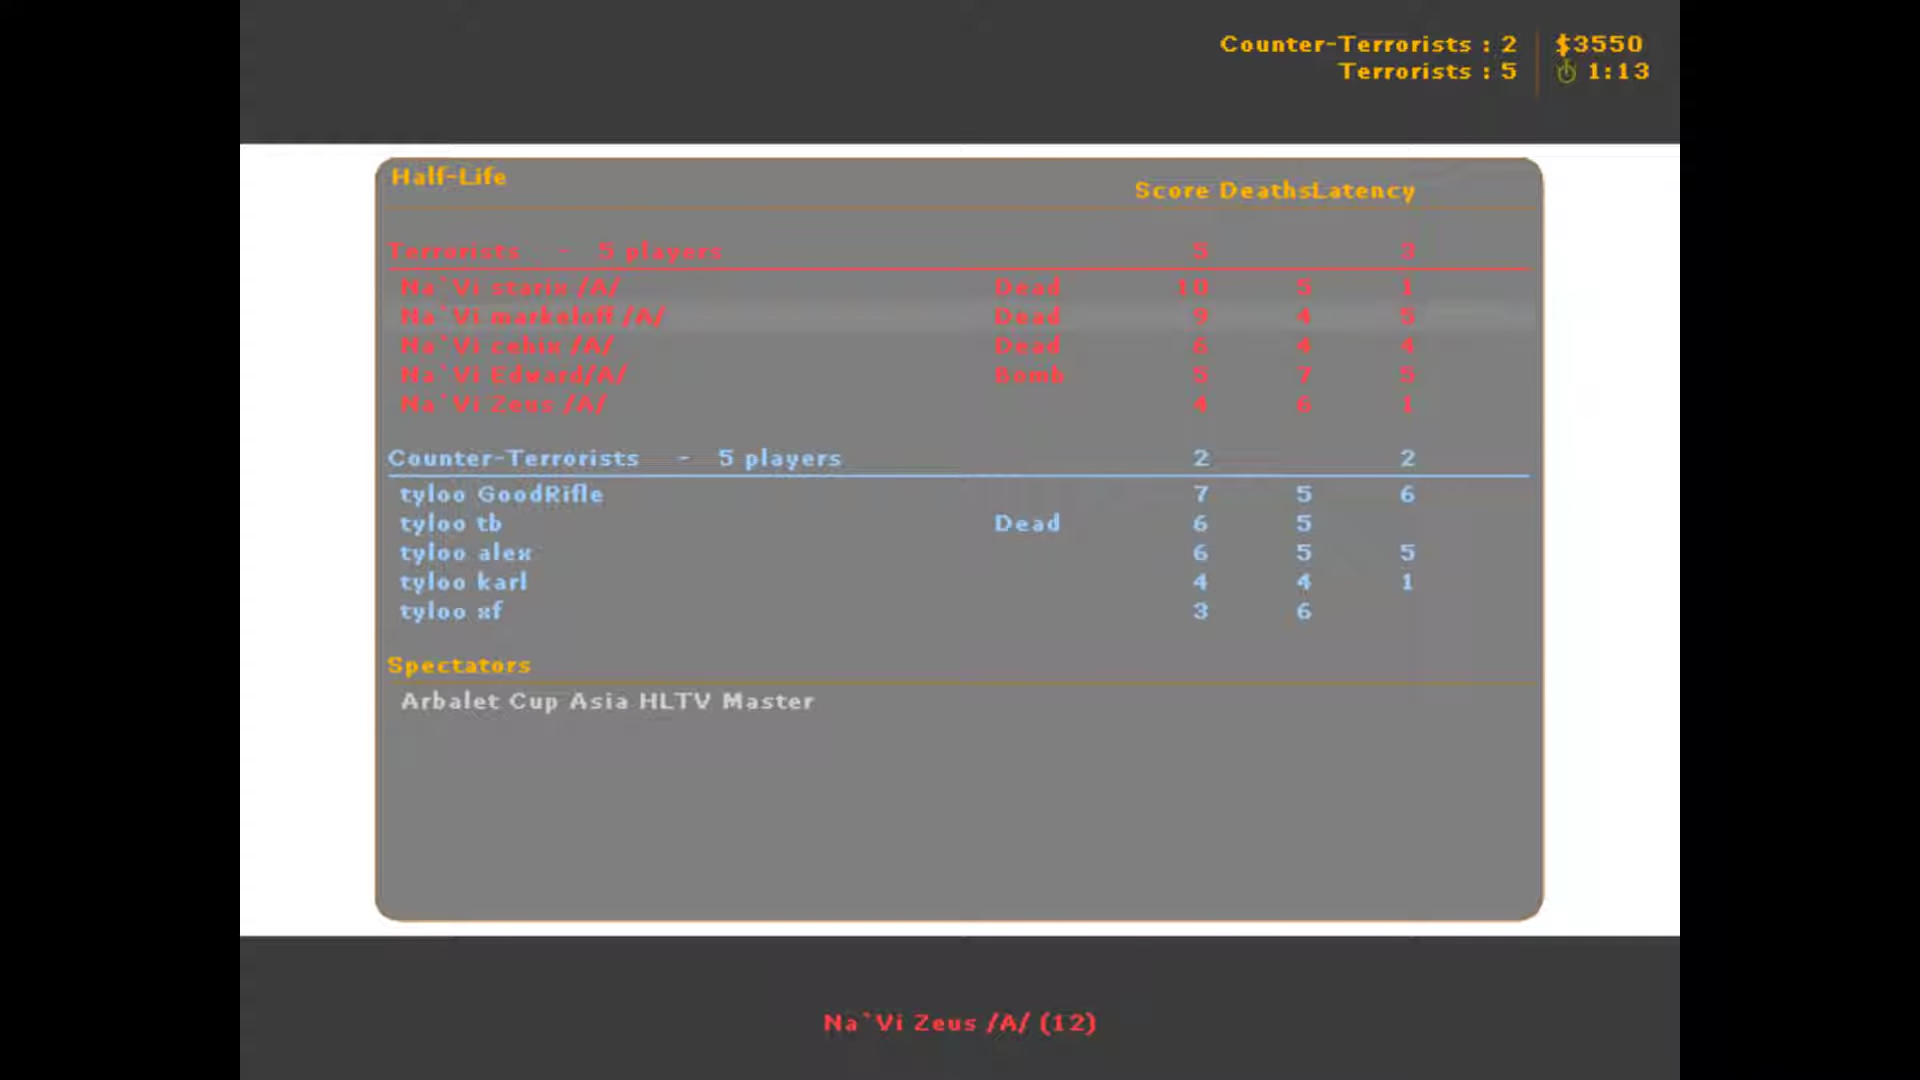 Counter-Terrorists : 2 $3550
Terrorists : 5 1:13
Half-Life
Score Deaths Latency
Terrorists - 5 players 5 3
Na`Vi starix /A/ Dead 10 5 1
Na`Vi markeloff /A/ Dead 9 4 5
Na`Vi ceh1x /A/ Dead 6 4 4
Na`Vi Edward/A/ Bomb 5 7 5
Na`Vi Zeus /A/ 4 6 1
Counter-Terrorists - 5 players 2 2
tyloo GoodRifle 7 5 6
tyloo tb Dead 6 5
tyloo alex 6 5 5
tyloo karl 4 4 1
tyloo xf 3 6
Spectators
Arbalet Cup Asia HLTV Master
Na`Vi Zeus /A/ (12)